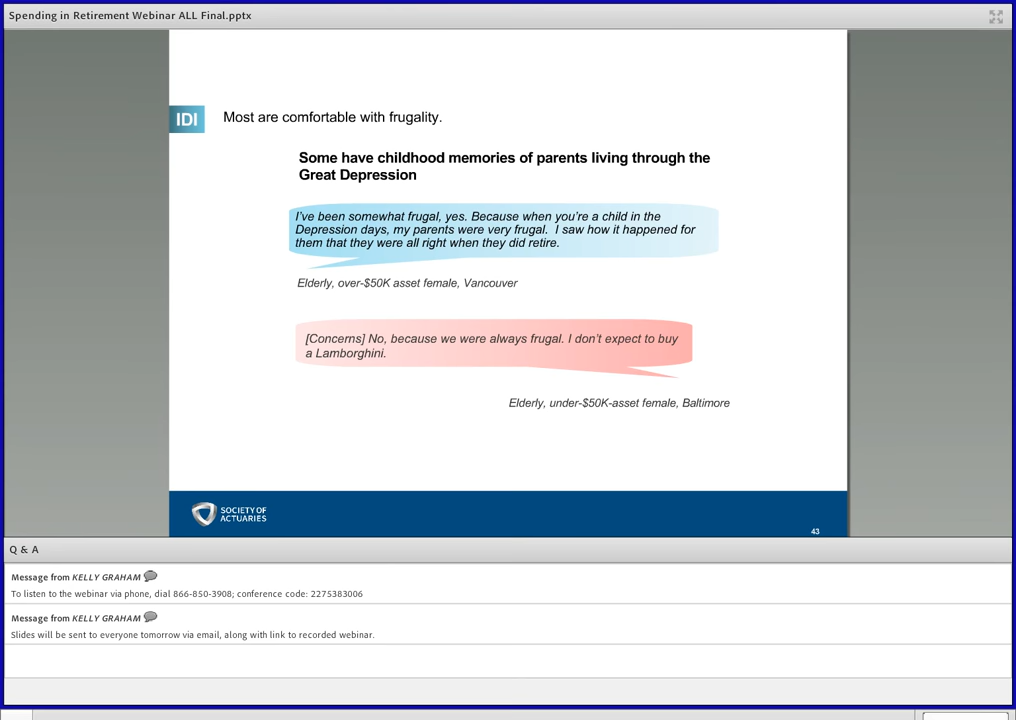 Spending in Retirement Webinar ALL Final.pptx
IDI
Most are comfortable with frugality.
Some have childhood memories of parents living through the
Great Depression
I've been somewhat frugal, yes. Because when you're a child in the
Depression days, my parents were very frugal.  I saw how it happened for
them that they were all right when they did retire.
Elderly, over-$50K asset female, Vancouver
[Concerns] No, because we were always frugal. I don't expect to buy
a Lamborghini.
Elderly, under-$50K-asset female, Baltimore
SOCIETY OF
ACTUARIES
43
Q & A
Message from KELLY GRAHAM
To listen to the webinar via phone, dial 866-850-3908; conference code: 2275383006
Message from KELLY GRAHAM
Slides will be sent to everyone tomorrow via email, along with link to recorded webinar.